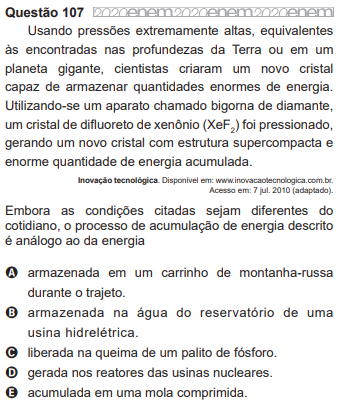 Questão 107 2020enem2020enem2020enem
Usando pressões extremamente altas, equivalentes
às encontradas nas profundezas da Terra ou em um
planeta gigante, cientistas criaram um novo cristal
capaz de armazenar quantidades enormes de energia.
Utilizando-se um aparato chamado bigorna de diamante,
um cristal de difluoreto de xenônio (XeF₂) foi pressionado,
gerando um novo cristal com estrutura supercompacta e
enorme quantidade de energia acumulada.
Inovação tecnológica. Disponível em: www.inovacaotecnologica.com.br.
Acesso em: 7 jul. 2010 (adaptado).
Embora as condições citadas sejam diferentes do
cotidiano, o processo de acumulação de energia descrito
é análogo ao da energia
A armazenada em um carrinho de montanha-russa
durante o trajeto.
B armazenada na água do reservatório de uma
usina hidrelétrica.
C liberada na queima de um palito de fósforo.
D gerada nos reatores das usinas nucleares.
E acumulada em uma mola comprimida.